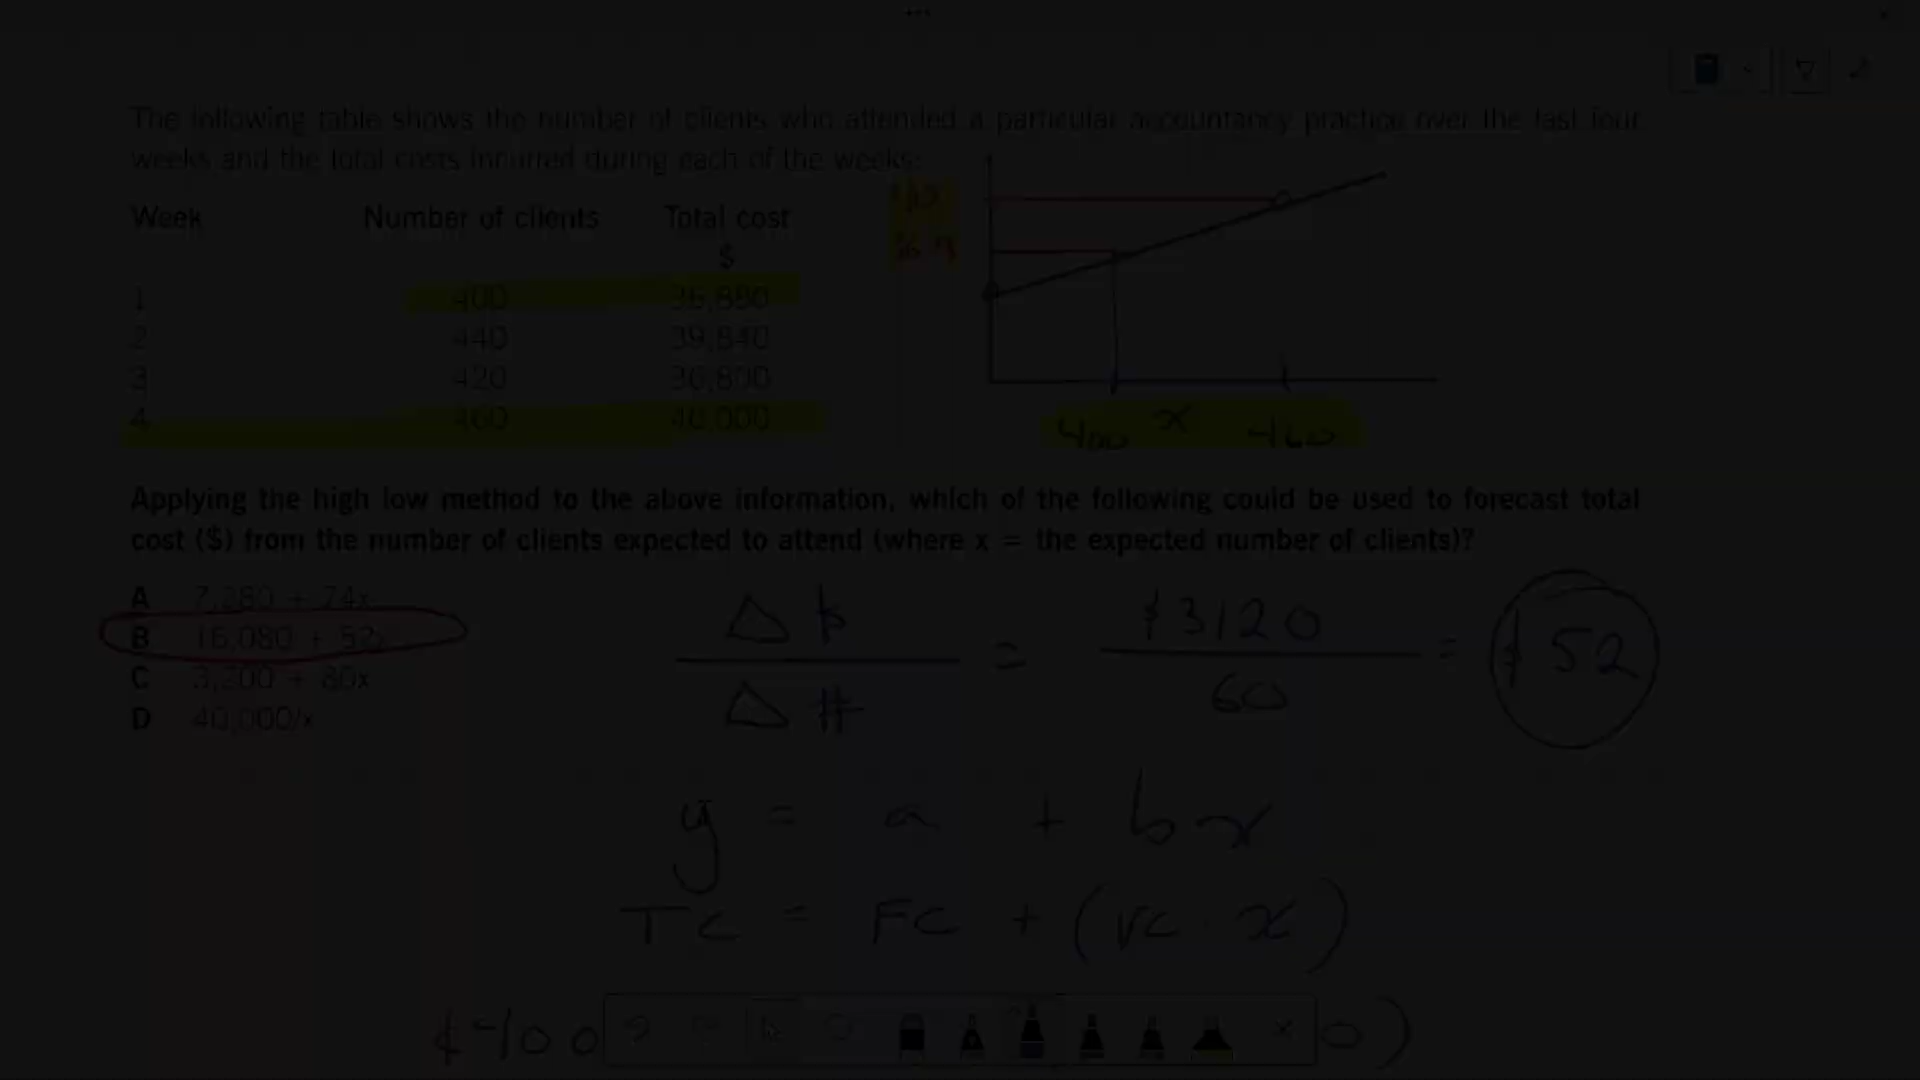 The following table shows the number of clients who attended a particular accountancy practice over the last four
weeks and the total costs incurred during each of the weeks:
Week Number of clients Total cost
$
1 400 36,880
2 440 39,840
3 420 36,800
4 460 40,000
400 x 460
Applying the high low method to the above information, which of the following could be used to forecast total
cost ($) from the number of clients expected to attend (where x = the expected number of clients)?
A 7,280 + 74x
B 16,080 + 52x
C 3,200 + 80x
D 40,000/x
Δ $ / Δ # = $3120 / 60 = $ 52
y = a + bx
TC = FC + (VC · x)